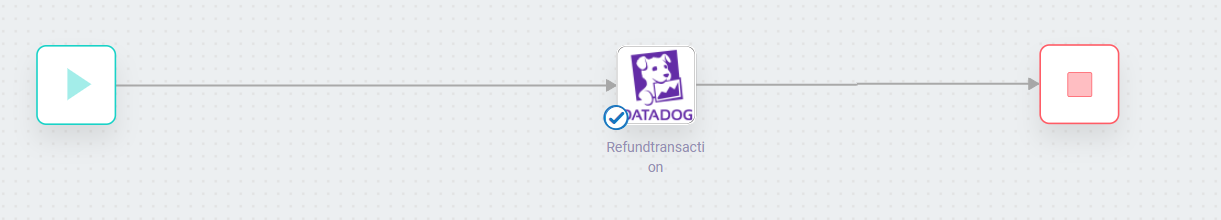 DATADOG
Refundtransacti
on